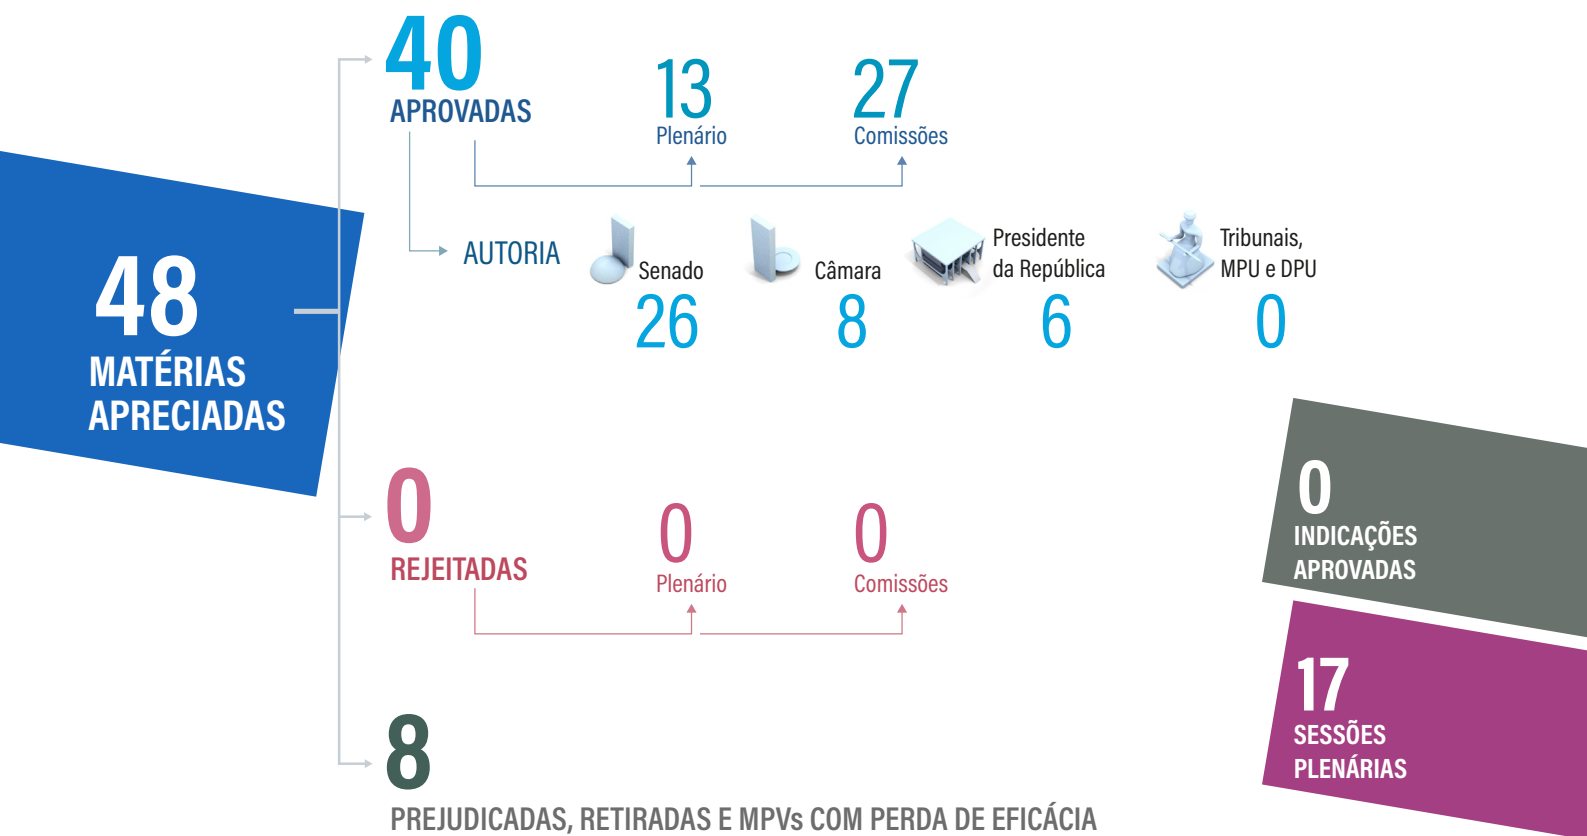 48
MATÉRIAS
APRECIADAS
40
APROVADAS
13
Plenário
27
Comissões
AUTORIA
Senado
26
Câmara
8
Presidente
da República
6
Tribunais,
MPU e DPU
0
0
REJEITADAS
0
Plenário
0
Comissões
8
PREJUDICADAS, RETIRADAS E MPVs COM PERDA DE EFICÁCIA
0
INDICAÇÕES
APROVADAS
17
SESSÕES
PLENÁRIAS